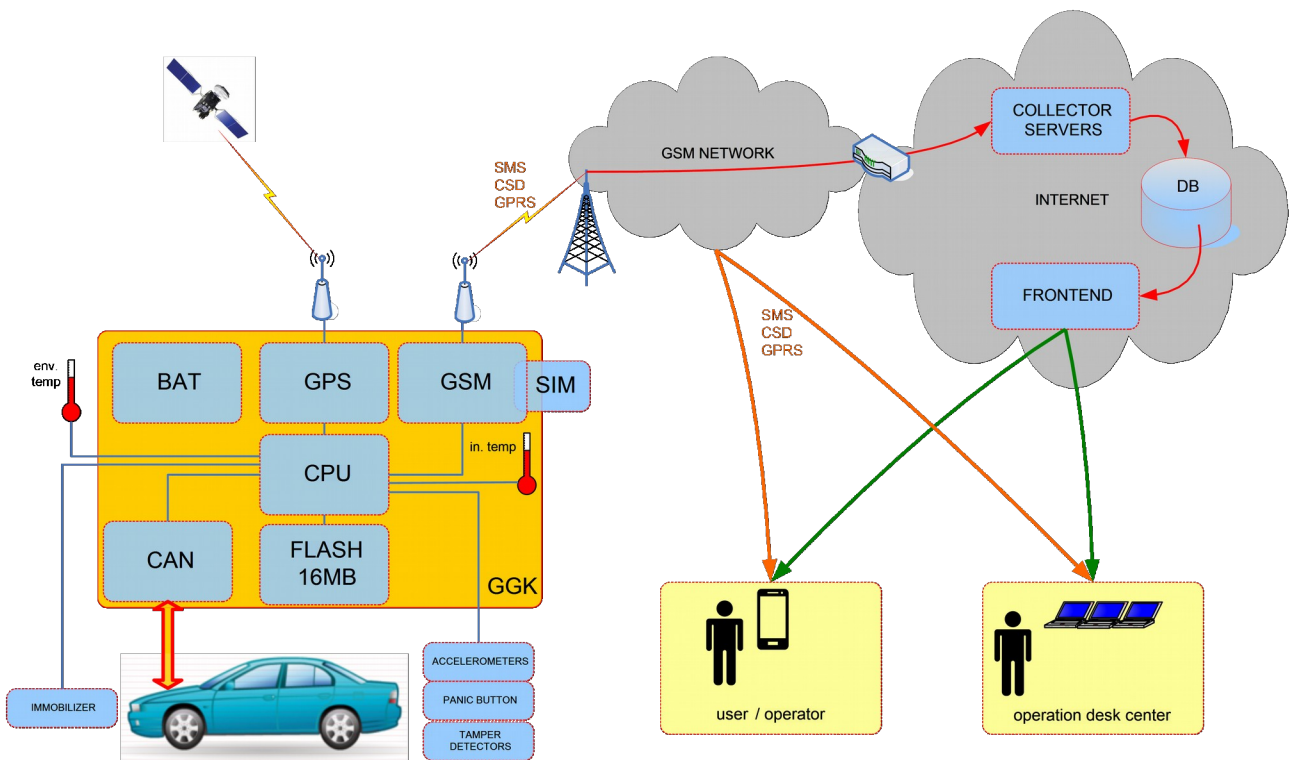 SMS
CSD
GPRS
GSM NETWORK
COLLECTOR
SERVERS
DB
INTERNET
FRONTEND
SMS
CSD
GPRS
env.
temp
BAT
GPS
GSM
SIM
in. temp
CPU
CAN
FLASH
16MB
GGK
ACCELEROMETERS
IMMOBILIZER
PANIC BUTTON
TAMPER
DETECTORS
user / operator
operation desk center